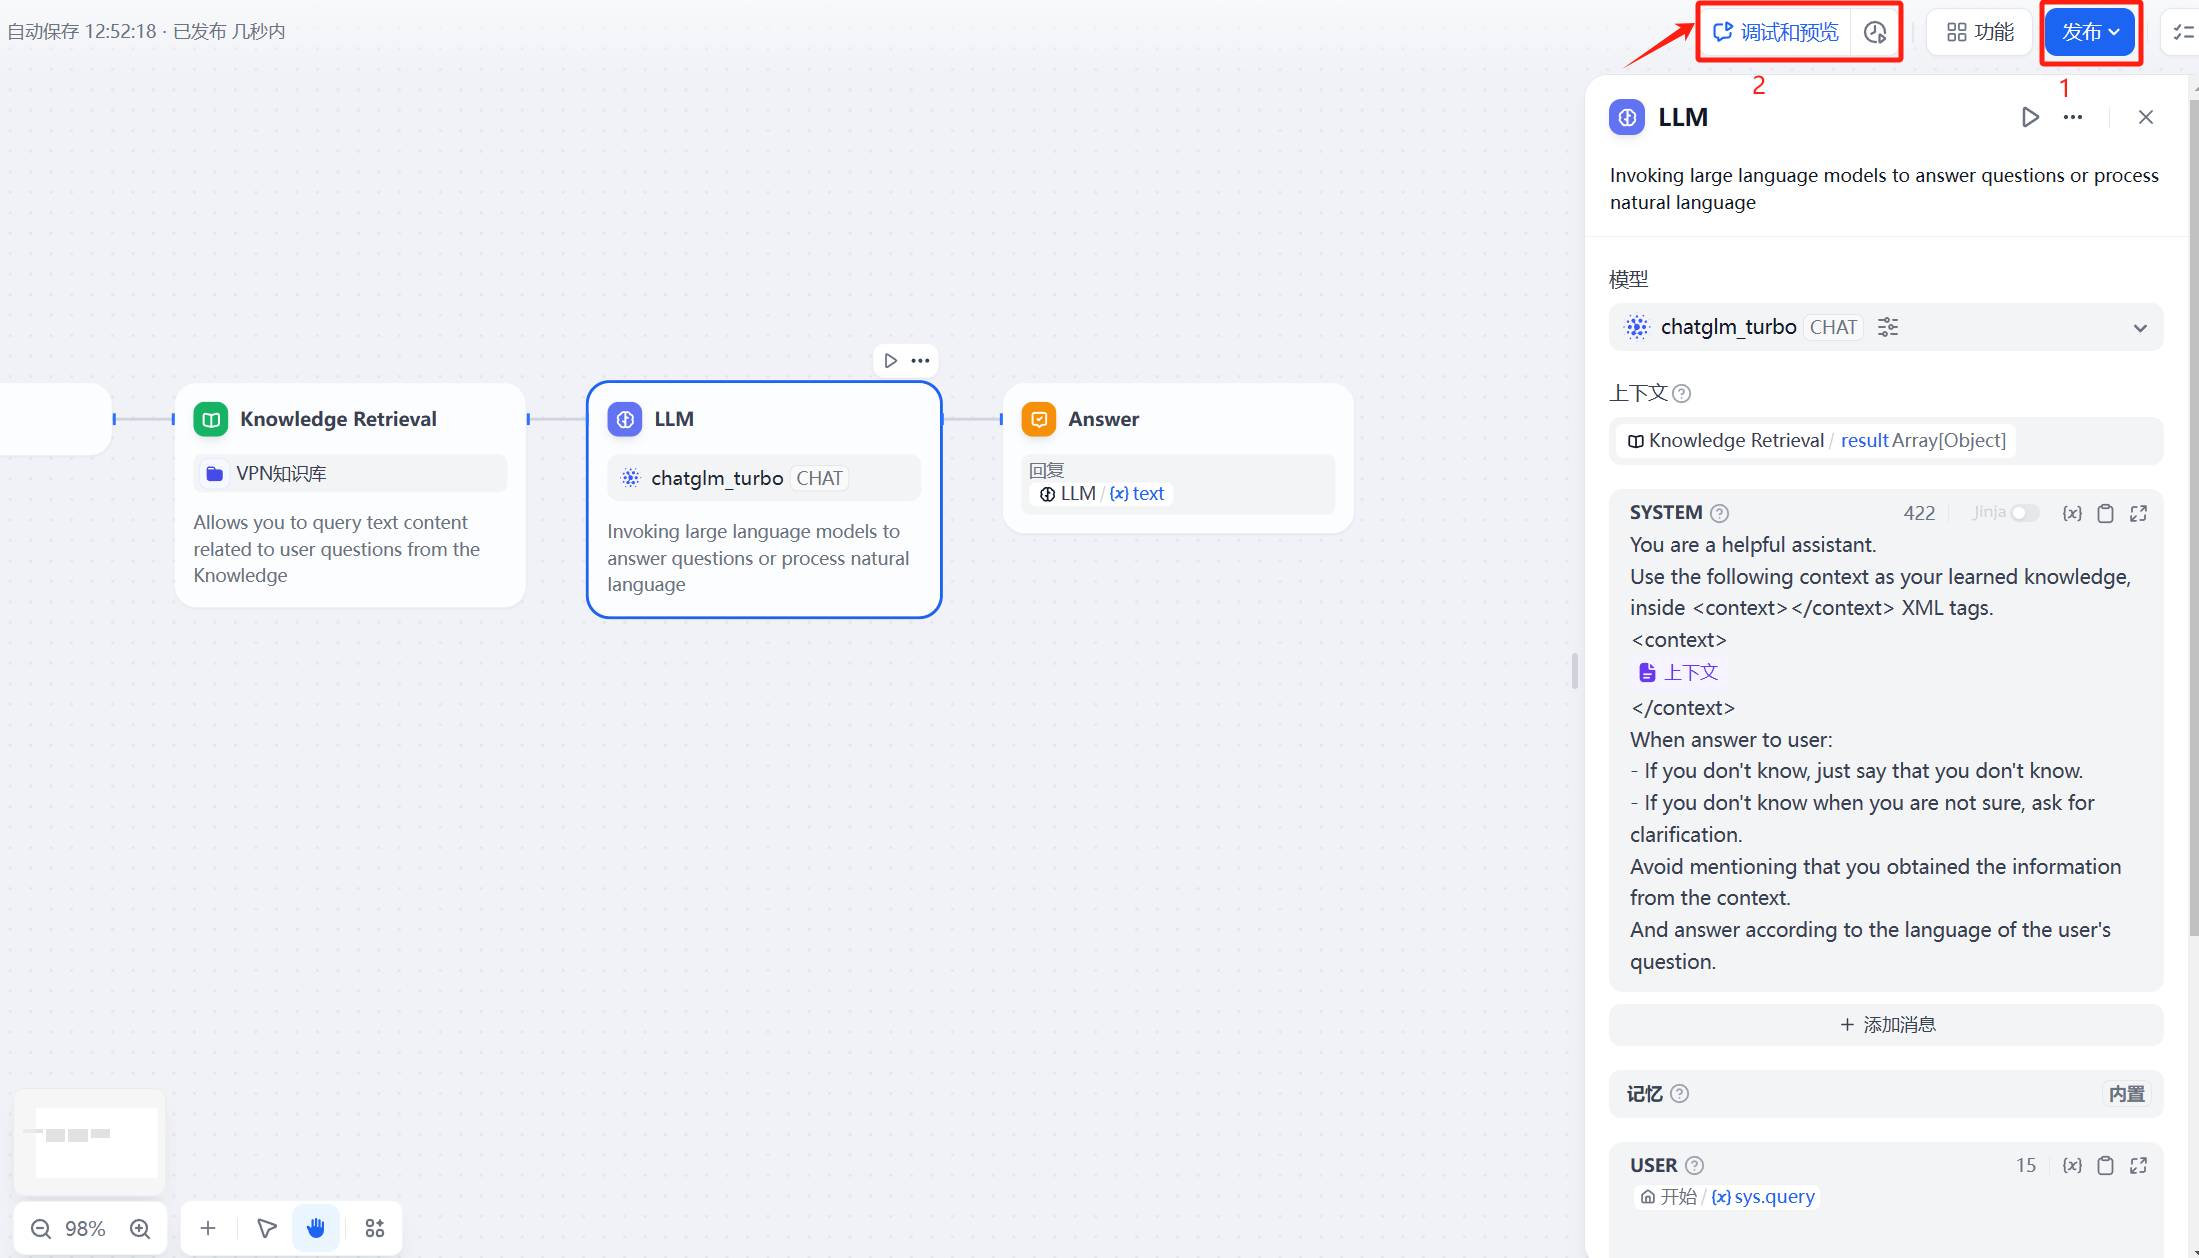 自动保存 12:52:18 · 已发布 几秒内
调试和预览
功能
发布
2
1
LLM
Invoking large language models to answer questions or process
natural language
模型
chatglm_turbo CHAT
上下文
Knowledge Retrieval / result Array[Object]
SYSTEM 422 Jinja {x}
You are a helpful assistant.
Use the following context as your learned knowledge,
inside <context></context> XML tags.
<context>
上下文
</context>
When answer to user:
- If you don't know, just say that you don't know.
- If you don't know when you are not sure, ask for
clarification.
Avoid mentioning that you obtained the information
from the context.
And answer according to the language of the user's
question.
+ 添加消息
记忆 内置
USER 15 {x}
开始 / {x} sys.query
Knowledge Retrieval
VPN知识库
Allows you to query text content
related to user questions from the
Knowledge
LLM
chatglm_turbo CHAT
Invoking large language models to
answer questions or process natural
language
Answer
回复
LLM / {x} text
98%